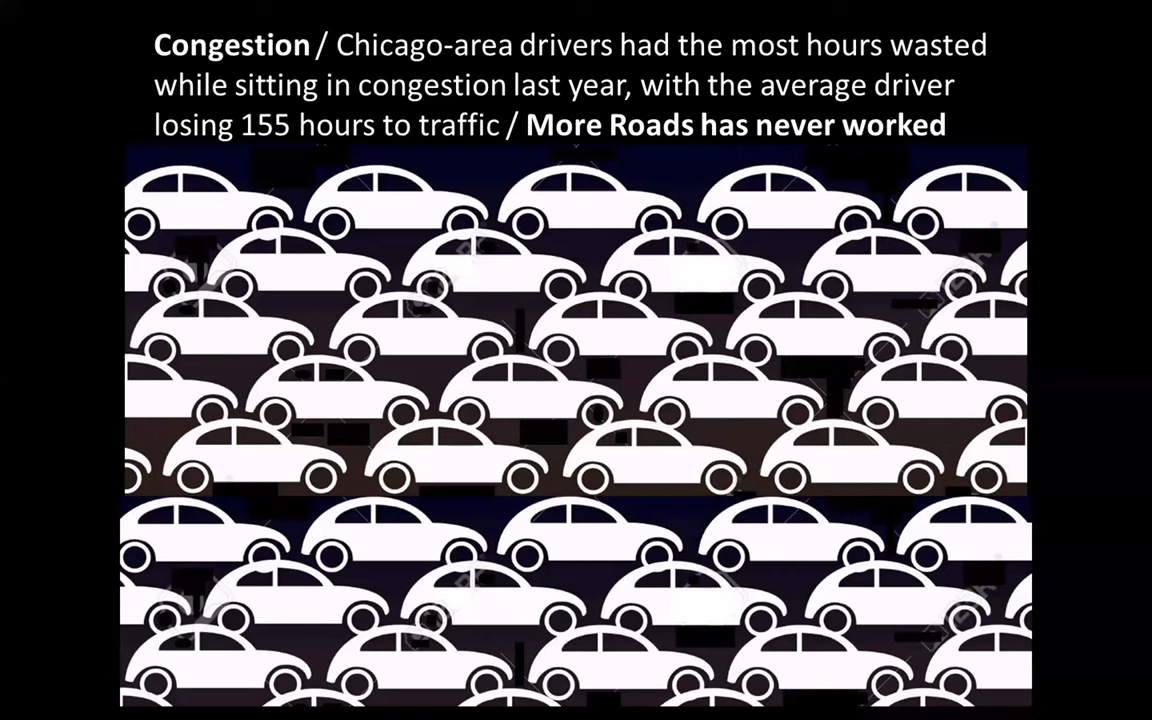 Congestion / Chicago-area drivers had the most hours wasted
while sitting in congestion last year, with the average driver
losing 155 hours to traffic / More Roads has never worked